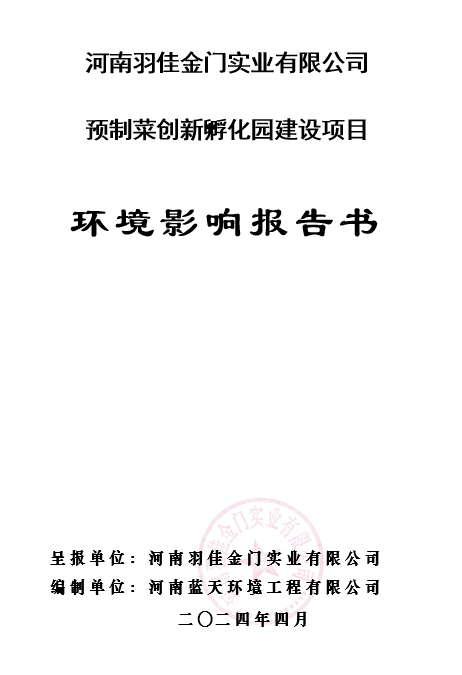 河南羽佳金门实业有限公司
预制菜创新孵化园建设项目
环境影响报告书
呈报单位：河南羽佳金门实业有限公司
编制单位：河南蓝天环境工程有限公司
二〇二四年四月